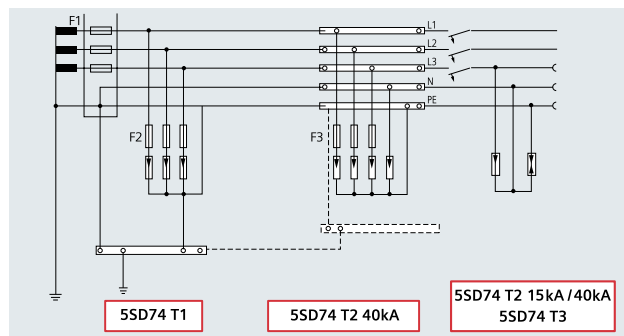 F1
L1
L2
L3
N
PE
F2
F3
5SD74 T1
5SD74 T2 40kA
5SD74 T2 15kA /40kA
5SD74 T3